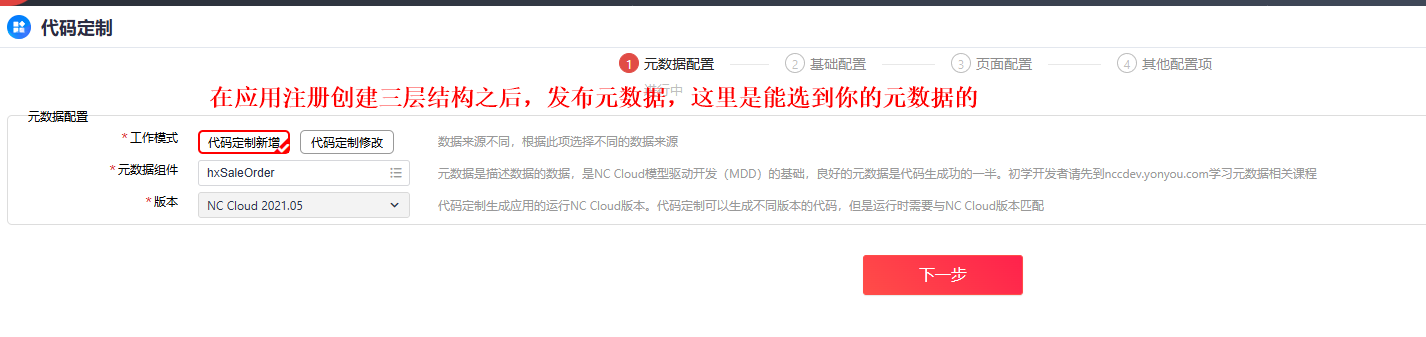 代码定制
1 元数据配置 2 基础配置 3 页面配置 4 其他配置项
进行中
在应用注册创建三层结构之后，发布元数据，这里是能选到你的元数据的
元数据配置
*工作模式 代码定制新增 代码定制修改 数据来源不同，根据此项选择不同的数据来源
*元数据组件 hxSaleOrder 元数据是描述数据的数据，是NC Cloud模型驱动开发（MDD）的基础，良好的元数据是代码生成功的一半。初学开发者请先到nccdev.yonyou.com学习元数据相关课程
*版本 NC Cloud 2021.05 代码定制生成应用的运行NC Cloud版本。代码定制可以生成不同版本的代码，但是运行时需要与NC Cloud版本匹配
下一步